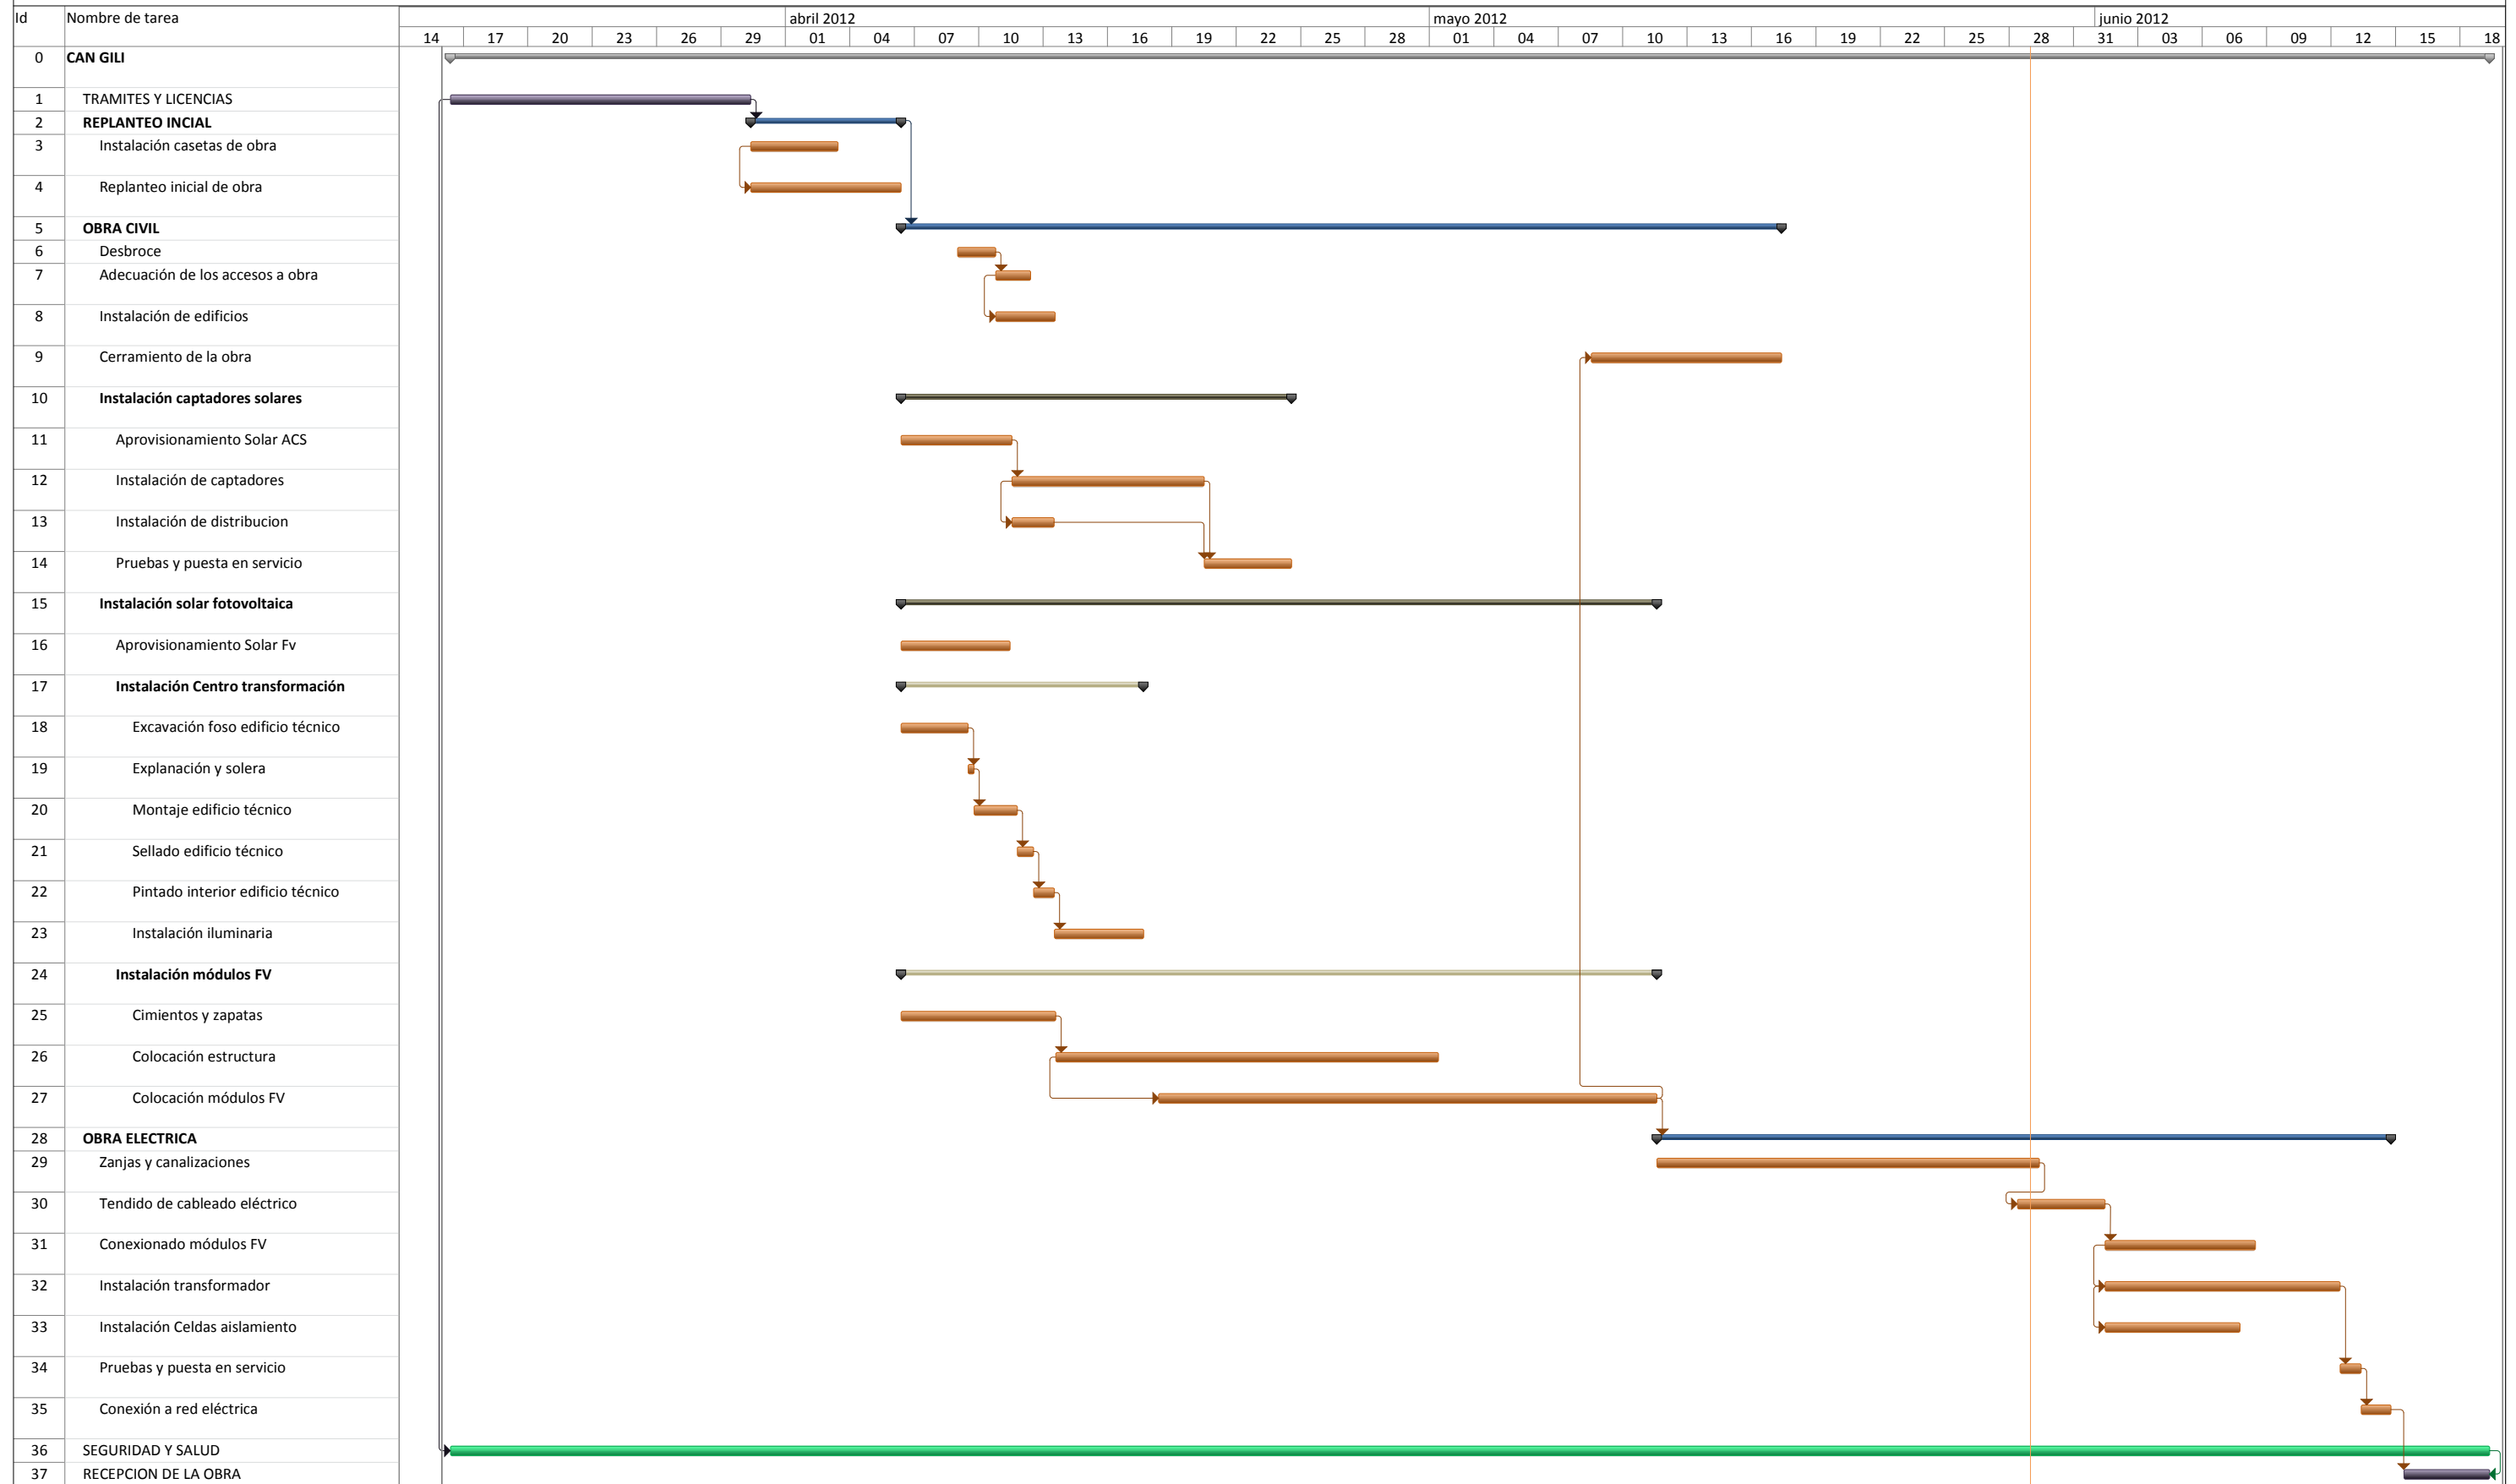 Id Nombre de tarea abril 2012 mayo 2012 junio 2012
14 17 20 23 26 29 01 04 07 10 13 16 19 22 25 28 01 04 07 10 13 16 19 22 25 28 31 03 06 09 12 15 18
0 CAN GILI
1 TRAMITES Y LICENCIAS
2 REPLANTEO INCIAL
3 Instalación casetas de obra
4 Replanteo inicial de obra
5 OBRA CIVIL
6 Desbroce
7 Adecuación de los accesos a obra
8 Instalación de edificios
9 Cerramiento de la obra
10 Instalación captadores solares
11 Aprovisionamiento Solar ACS
12 Instalación de captadores
13 Instalación de distribucion
14 Pruebas y puesta en servicio
15 Instalación solar fotovoltaica
16 Aprovisionamiento Solar Fv
17 Instalación Centro transformación
18 Excavación foso edificio técnico
19 Explanación y solera
20 Montaje edificio técnico
21 Sellado edificio técnico
22 Pintado interior edificio técnico
23 Instalación iluminaria
24 Instalación módulos FV
25 Cimientos y zapatas
26 Colocación estructura
27 Colocación módulos FV
28 OBRA ELECTRICA
29 Zanjas y canalizaciones
30 Tendido de cableado eléctrico
31 Conexionado módulos FV
32 Instalación transformador
33 Instalación Celdas aislamiento
34 Pruebas y puesta en servicio
35 Conexión a red eléctrica
36 SEGURIDAD Y SALUD
37 RECEPCION DE LA OBRA